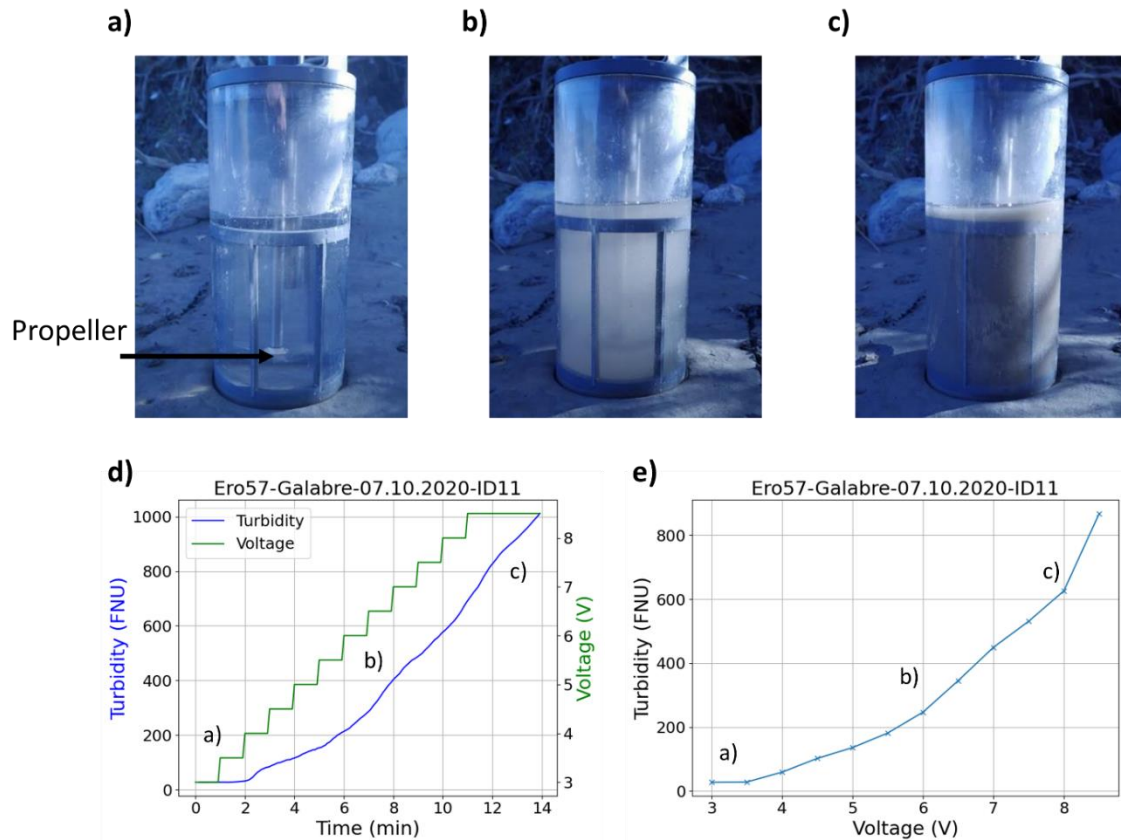 a)
b)
c)
Propeller
d)
e)
Ero57-Galabre-07.10.2020-ID11
Turbidity
Voltage
1000
800
600
400
200
0
Turbidity (FNU)
a)
b)
c)
0
2
4
6
8
10
12
14
Time (min)
8
7
6
5
4
3
Voltage (V)
Ero57-Galabre-07.10.2020-ID11
800
600
400
200
0
Turbidity (FNU)
a)
b)
c)
3
4
5
6
7
8
Voltage (V)